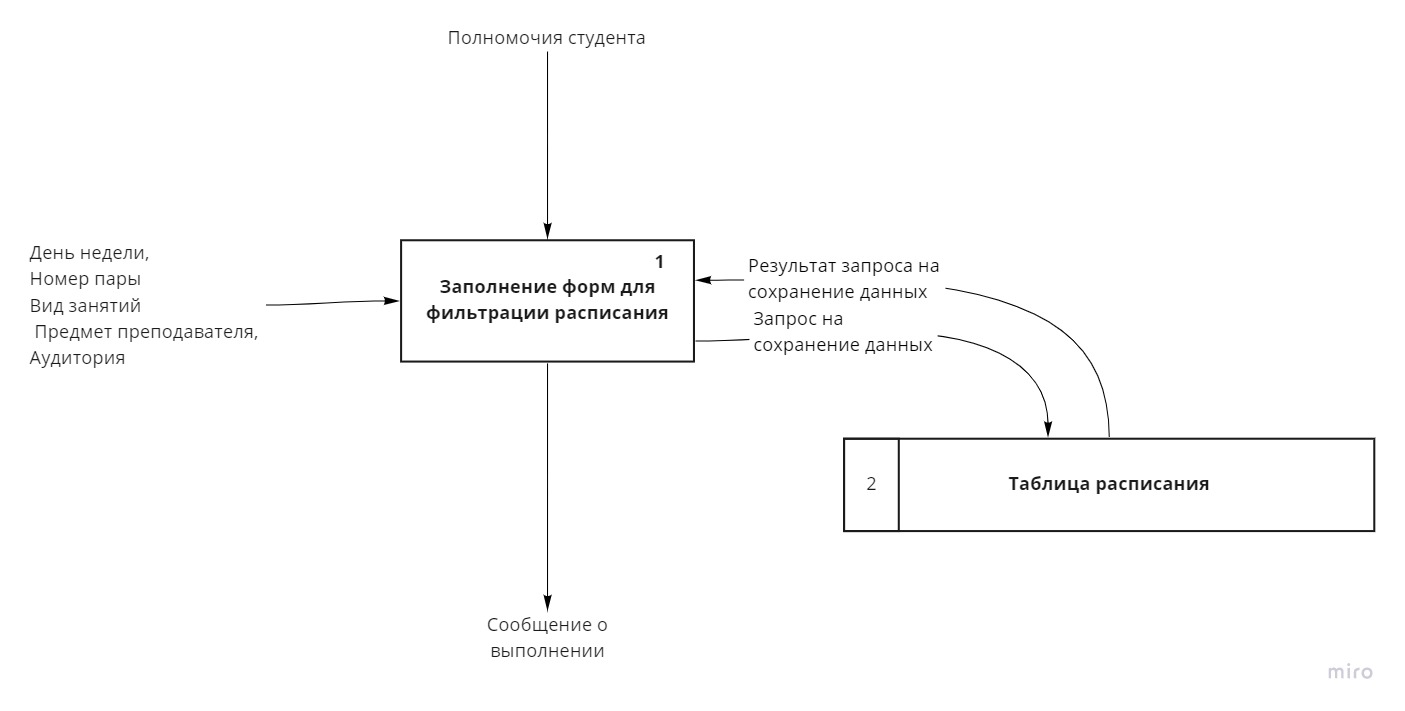 Полномочия студента
День недели,
Номер пары
Вид занятий
Предмет преподавателя,
Аудитория
1
Заполнение форм для
фильтрации расписания
Результат запроса на
сохранение данных
Запрос на
сохранение данных
2
Таблица расписания
Сообщение о
выполнении
miro